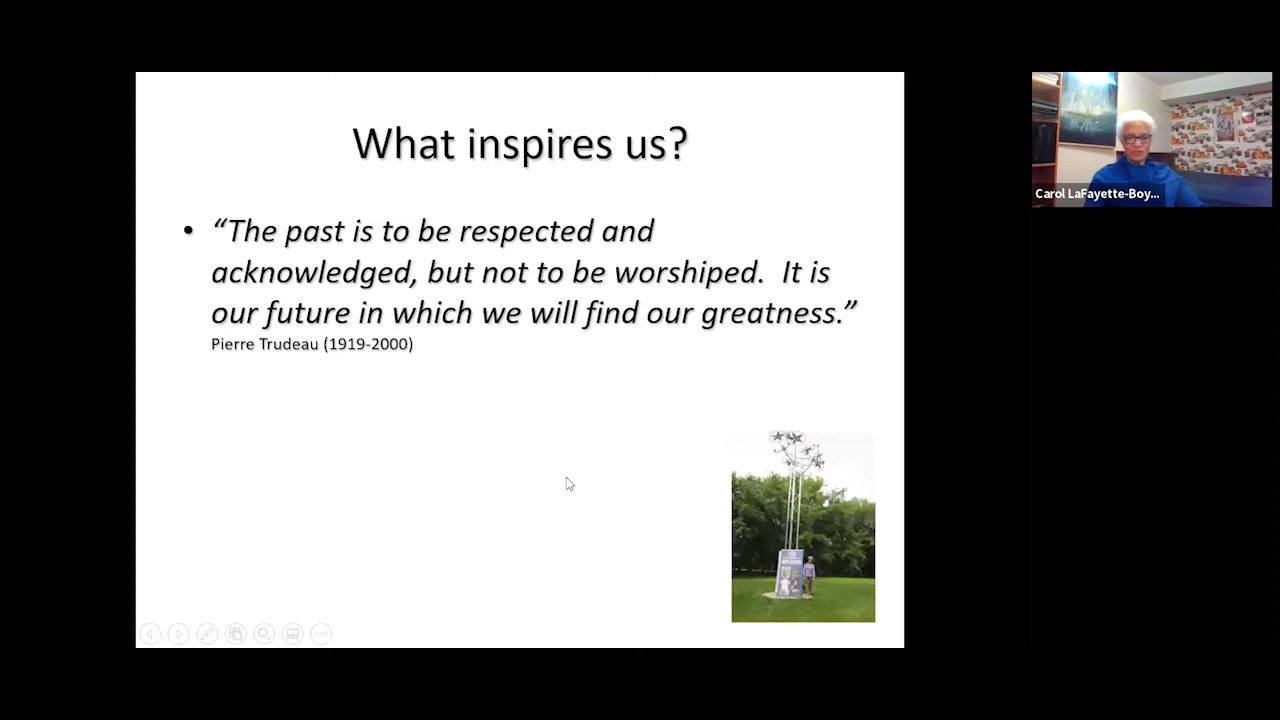 What inspires us?
• “The past is to be respected and
acknowledged, but not to be worshiped.  It is
our future in which we will find our greatness.”
Pierre Trudeau (1919-2000)
Carol LaFayette-Boy...